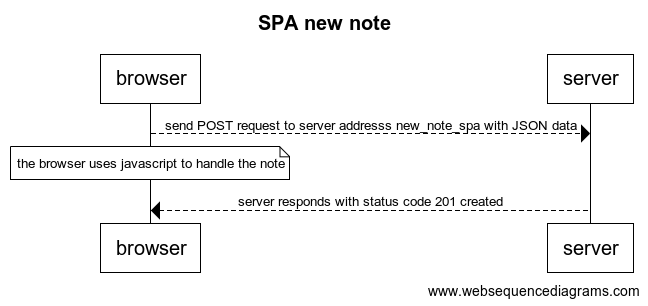 SPA new note
browser
server
send POST request to server addresss new_note_spa with JSON data
the browser uses javascript to handle the note
server responds with status code 201 created
browser
server
www.websequencediagrams.com